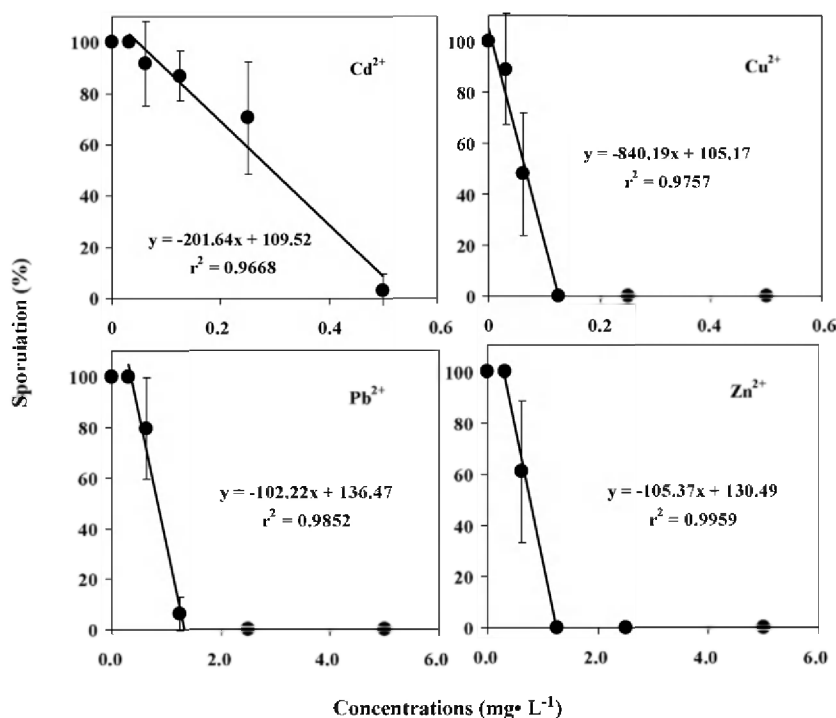 Sporuiation (%)
100
80
60
40
20
0
Cd2+
y = -201.64x + 109.52
r2 = 0.9668
0
0.2
0.4
0.6
100
80
60
40
20
0
Cu2+
y = -840,19x + 105,17
r2 = 0.9757
0
0.2
0.4
0.6
100
80
60
40
20
0
Pb2+
y = -102,22x + 136.47
r2 = 0.9852
0.0
2.0
4.0
6.0
100
80
60
40
20
0
Zn2+
y = -105,37x + 130,49
r2 = 0.9959
0.0
2.0
4.0
6.0
Concentrations (mg• L-1)